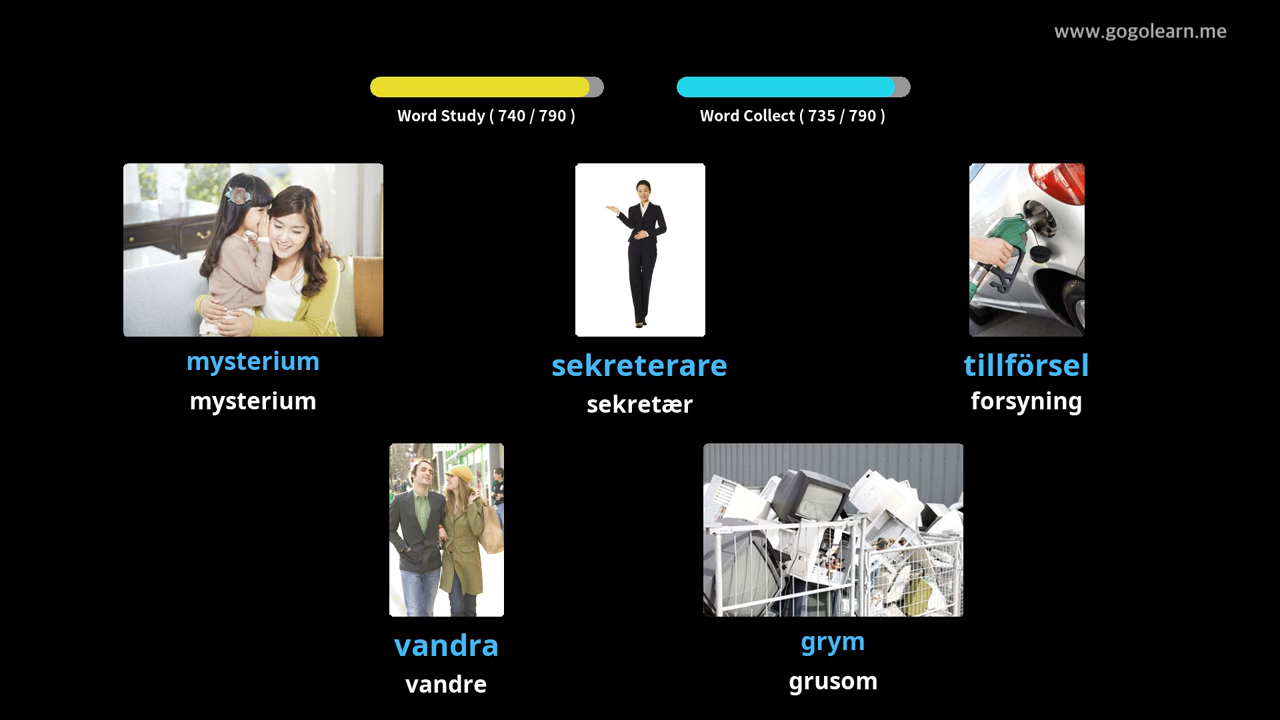 www.gogolearn.me
Word Study ( 740 / 790 )
Word Collect ( 735 / 790 )
mysterium
mysterium
sekreterare
sekretær
tillförsel
forsyning
vandra
vandre
grym
grusom